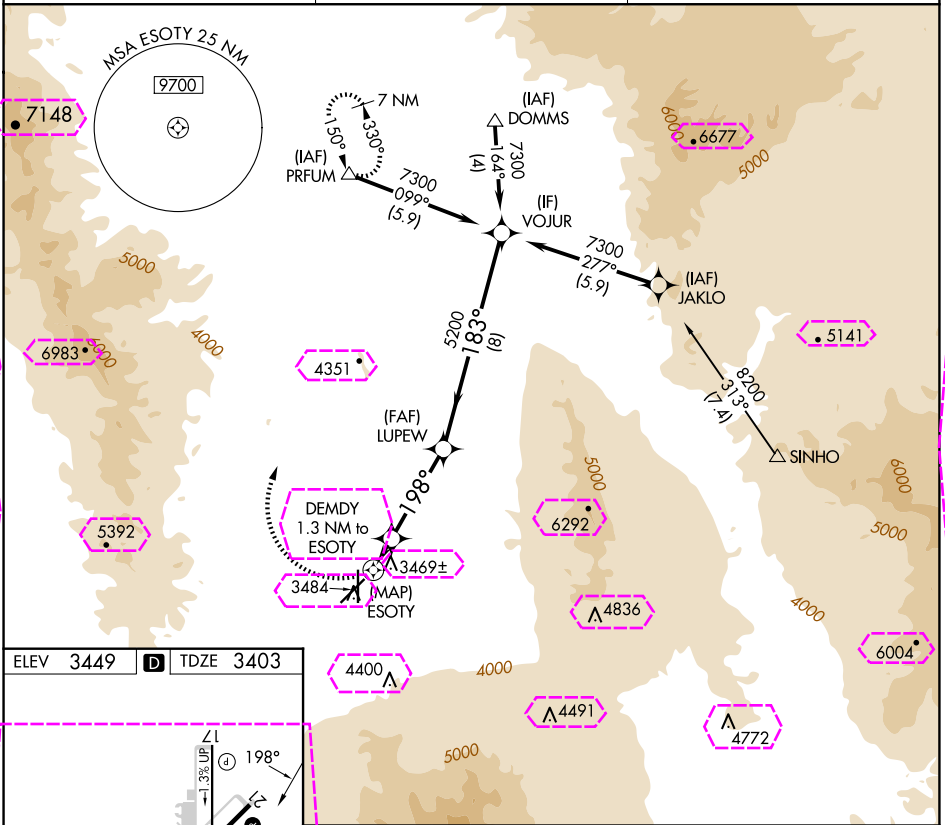 MSA ESOTY 25 NM
9700
7148
7 NM
330°
150°
(IAF)
PRFUM
7300
099°
(5.9)
(IAF)
DOMMS
7300
164°
(4)
(IF)
VOJUR
7300
277°
(5.9)
(IAF)
JAKLO
6000
6677
5000
5000
4000
6983
6000
4351
5200
183°
(8)
5141
8200
313°
(7.4)
SINHO
(FAF)
LUPEW
198°
DEMDY
1.3 NM to
ESOTY
5000
6292
6000
5000
5392
3469±
3484
(MAP)
ESOTY
4836
4000
6004
ELEV 3449 D TDZE 3403
4400
4000
4491
4772
5000
17
1.3% UP
P
198°
21